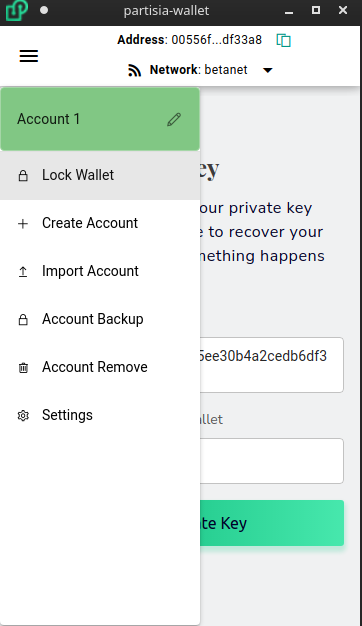 partisia-wallet
Address: 00556f...df33a8
Network: betanet
Account 1
Lock Wallet
Create Account
Import Account
Account Backup
Account Remove
Settings
ey
our private key
e to recover your
mething happens
5ee30b4a2cedb6df3
allet
te Key